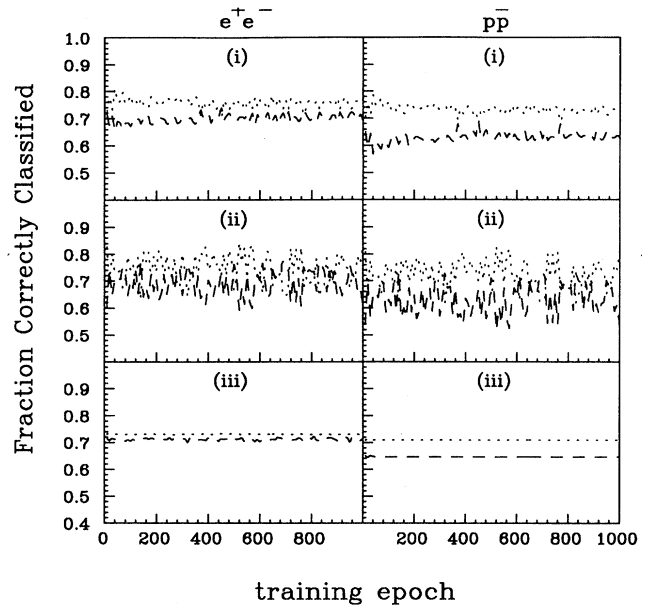 e⁺e⁻ pp̄
Fraction Correctly Classified
1.0
0.9
0.8
0.7
0.6
0.5
(i) (i)
0.9
0.8
0.7
0.6
0.5
(ii) (ii)
0.9
0.8
0.7
0.6
0.5
0.4
(iii) (iii)
0 200 400 600 800 200 400 600 800 1000
training epoch